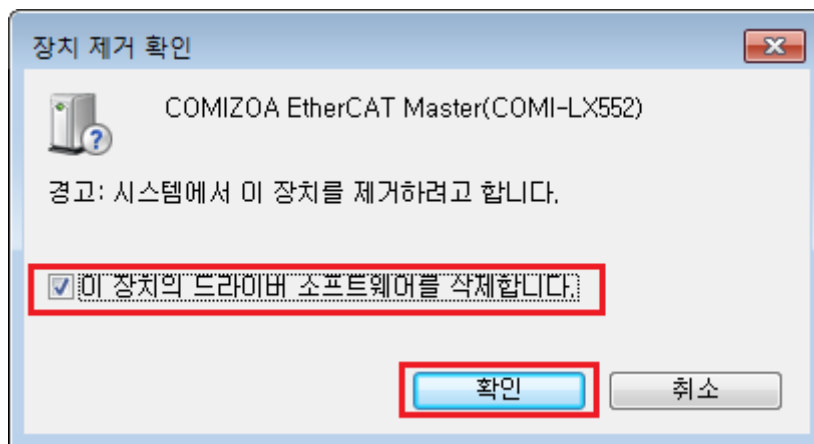 장치 제거 확인
COMIZOA EtherCAT Master(COMI-LX552)
경고: 시스템에서 이 장치를 제거하려고 합니다.
이 장치의 드라이버 소프트웨어를 삭제합니다.
확인
취소